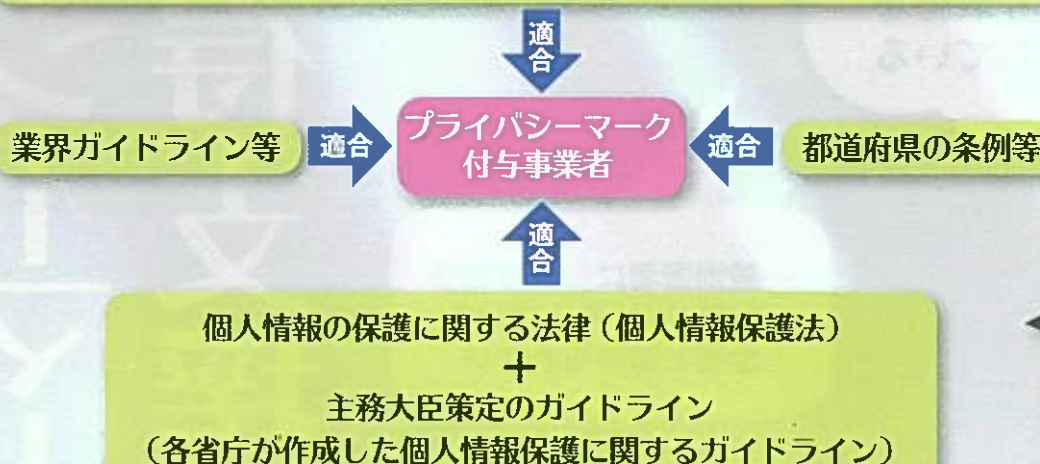 適合
業界ガイドライン等
適合
プライバシーマーク
付与事業者
適合
都道府県の条例等
適合
個人情報の保護に関する法律(個人情報保護法)
+
主務大臣策定のガイドライン
(各省庁が作成した個人情報保護に関するガイドライン)